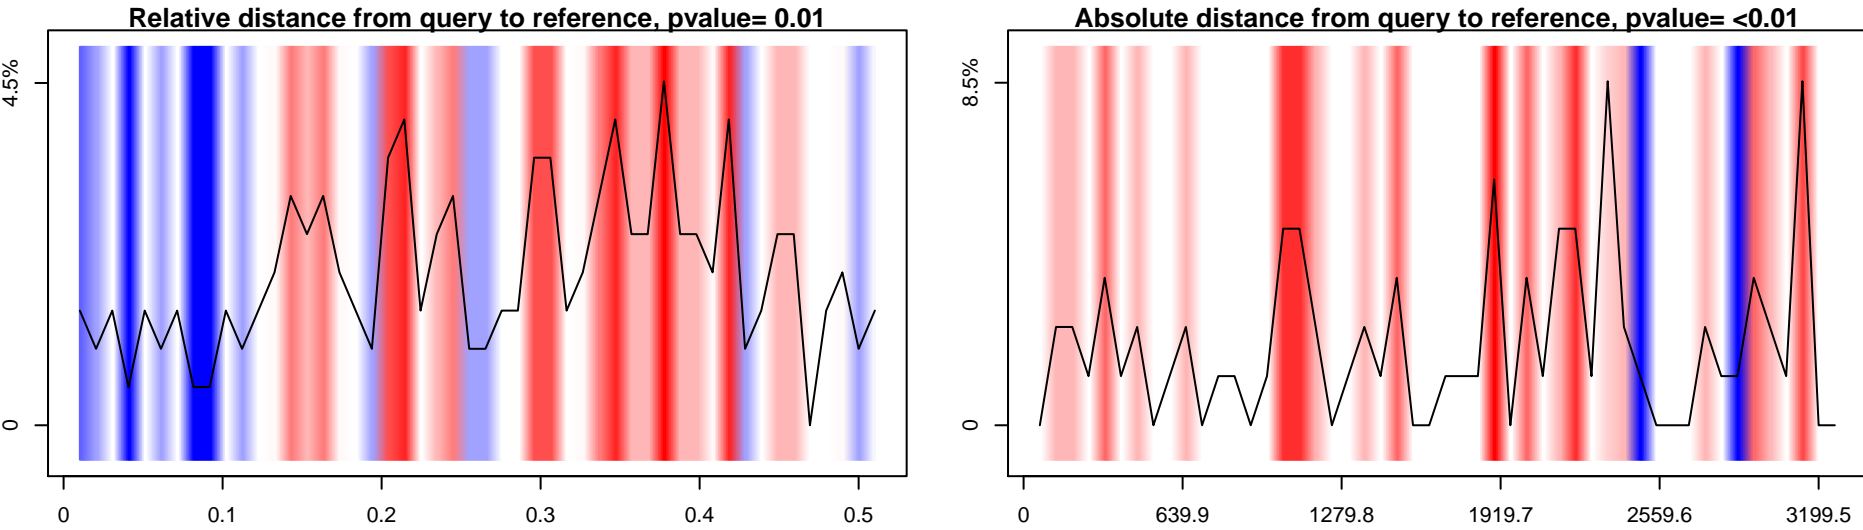 Relative distance from query to reference, pvalue= 0.01
4.5%
0
0 0.1 0.2 0.3 0.4 0.5
Absolute distance from query to reference, pvalue= <0.01
8.5%
0
0 639.9 1279.8 1919.7 2559.6 3199.5